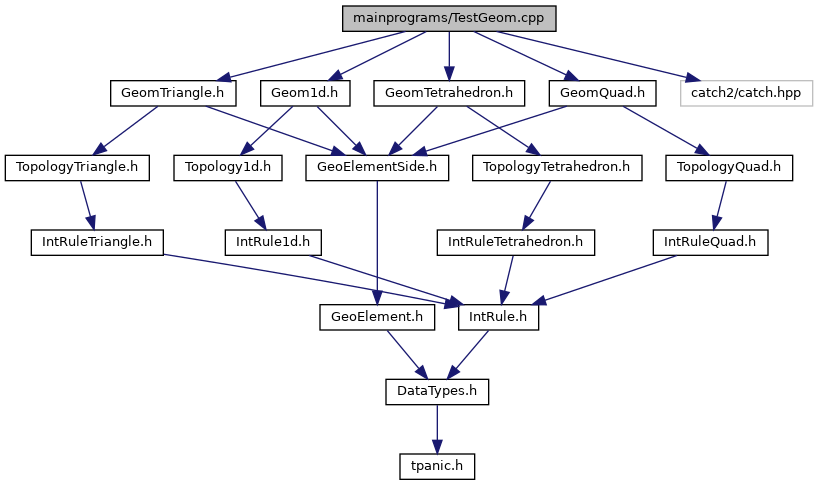 mainprograms/TestGeom.cpp
GeomTriangle.h
Geom1d.h
GeomTetrahedron.h
GeomQuad.h
catch2/catch.hpp
TopologyTriangle.h
Topology1d.h
GeoElementSide.h
TopologyTetrahedron.h
TopologyQuad.h
IntRuleTriangle.h
IntRule1d.h
IntRuleTetrahedron.h
IntRuleQuad.h
GeoElement.h
IntRule.h
DataTypes.h
tpanic.h